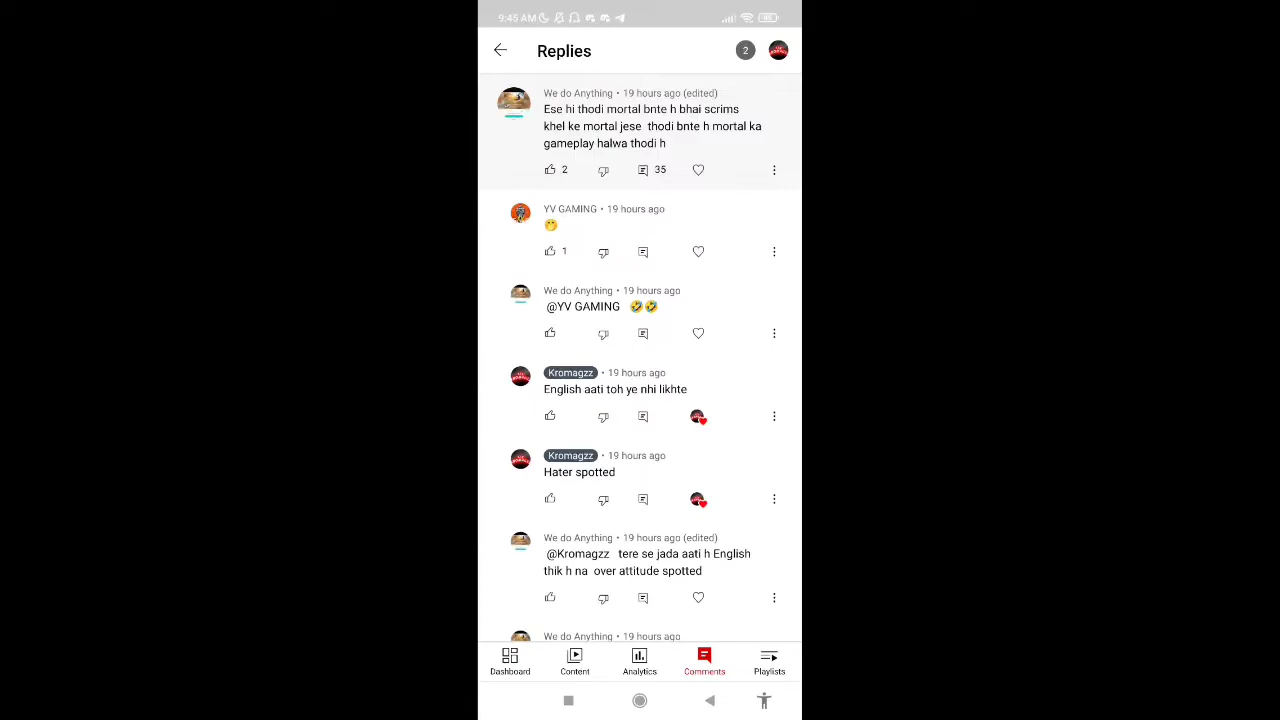 9:45 AM
Replies
2
We do Anything • 19 hours ago (edited)
Ese hi thodi mortal bnte h bhai scrims
khel ke mortal jese thodi bnte h mortal ka
gameplay halwa thodi h
2 35
YV GAMING • 19 hours ago
🤭
1
We do Anything • 19 hours ago
@YV GAMING 🤣🤣
Kromagzz • 19 hours ago
English aati toh ye nhi likhte
Kromagzz • 19 hours ago
Hater spotted
We do Anything • 19 hours ago (edited)
@Kromagzz tere se jada aati h English
thik h na over attitude spotted
We do Anything • 19 hours ago
Dashboard Content Analytics Comments Playlists